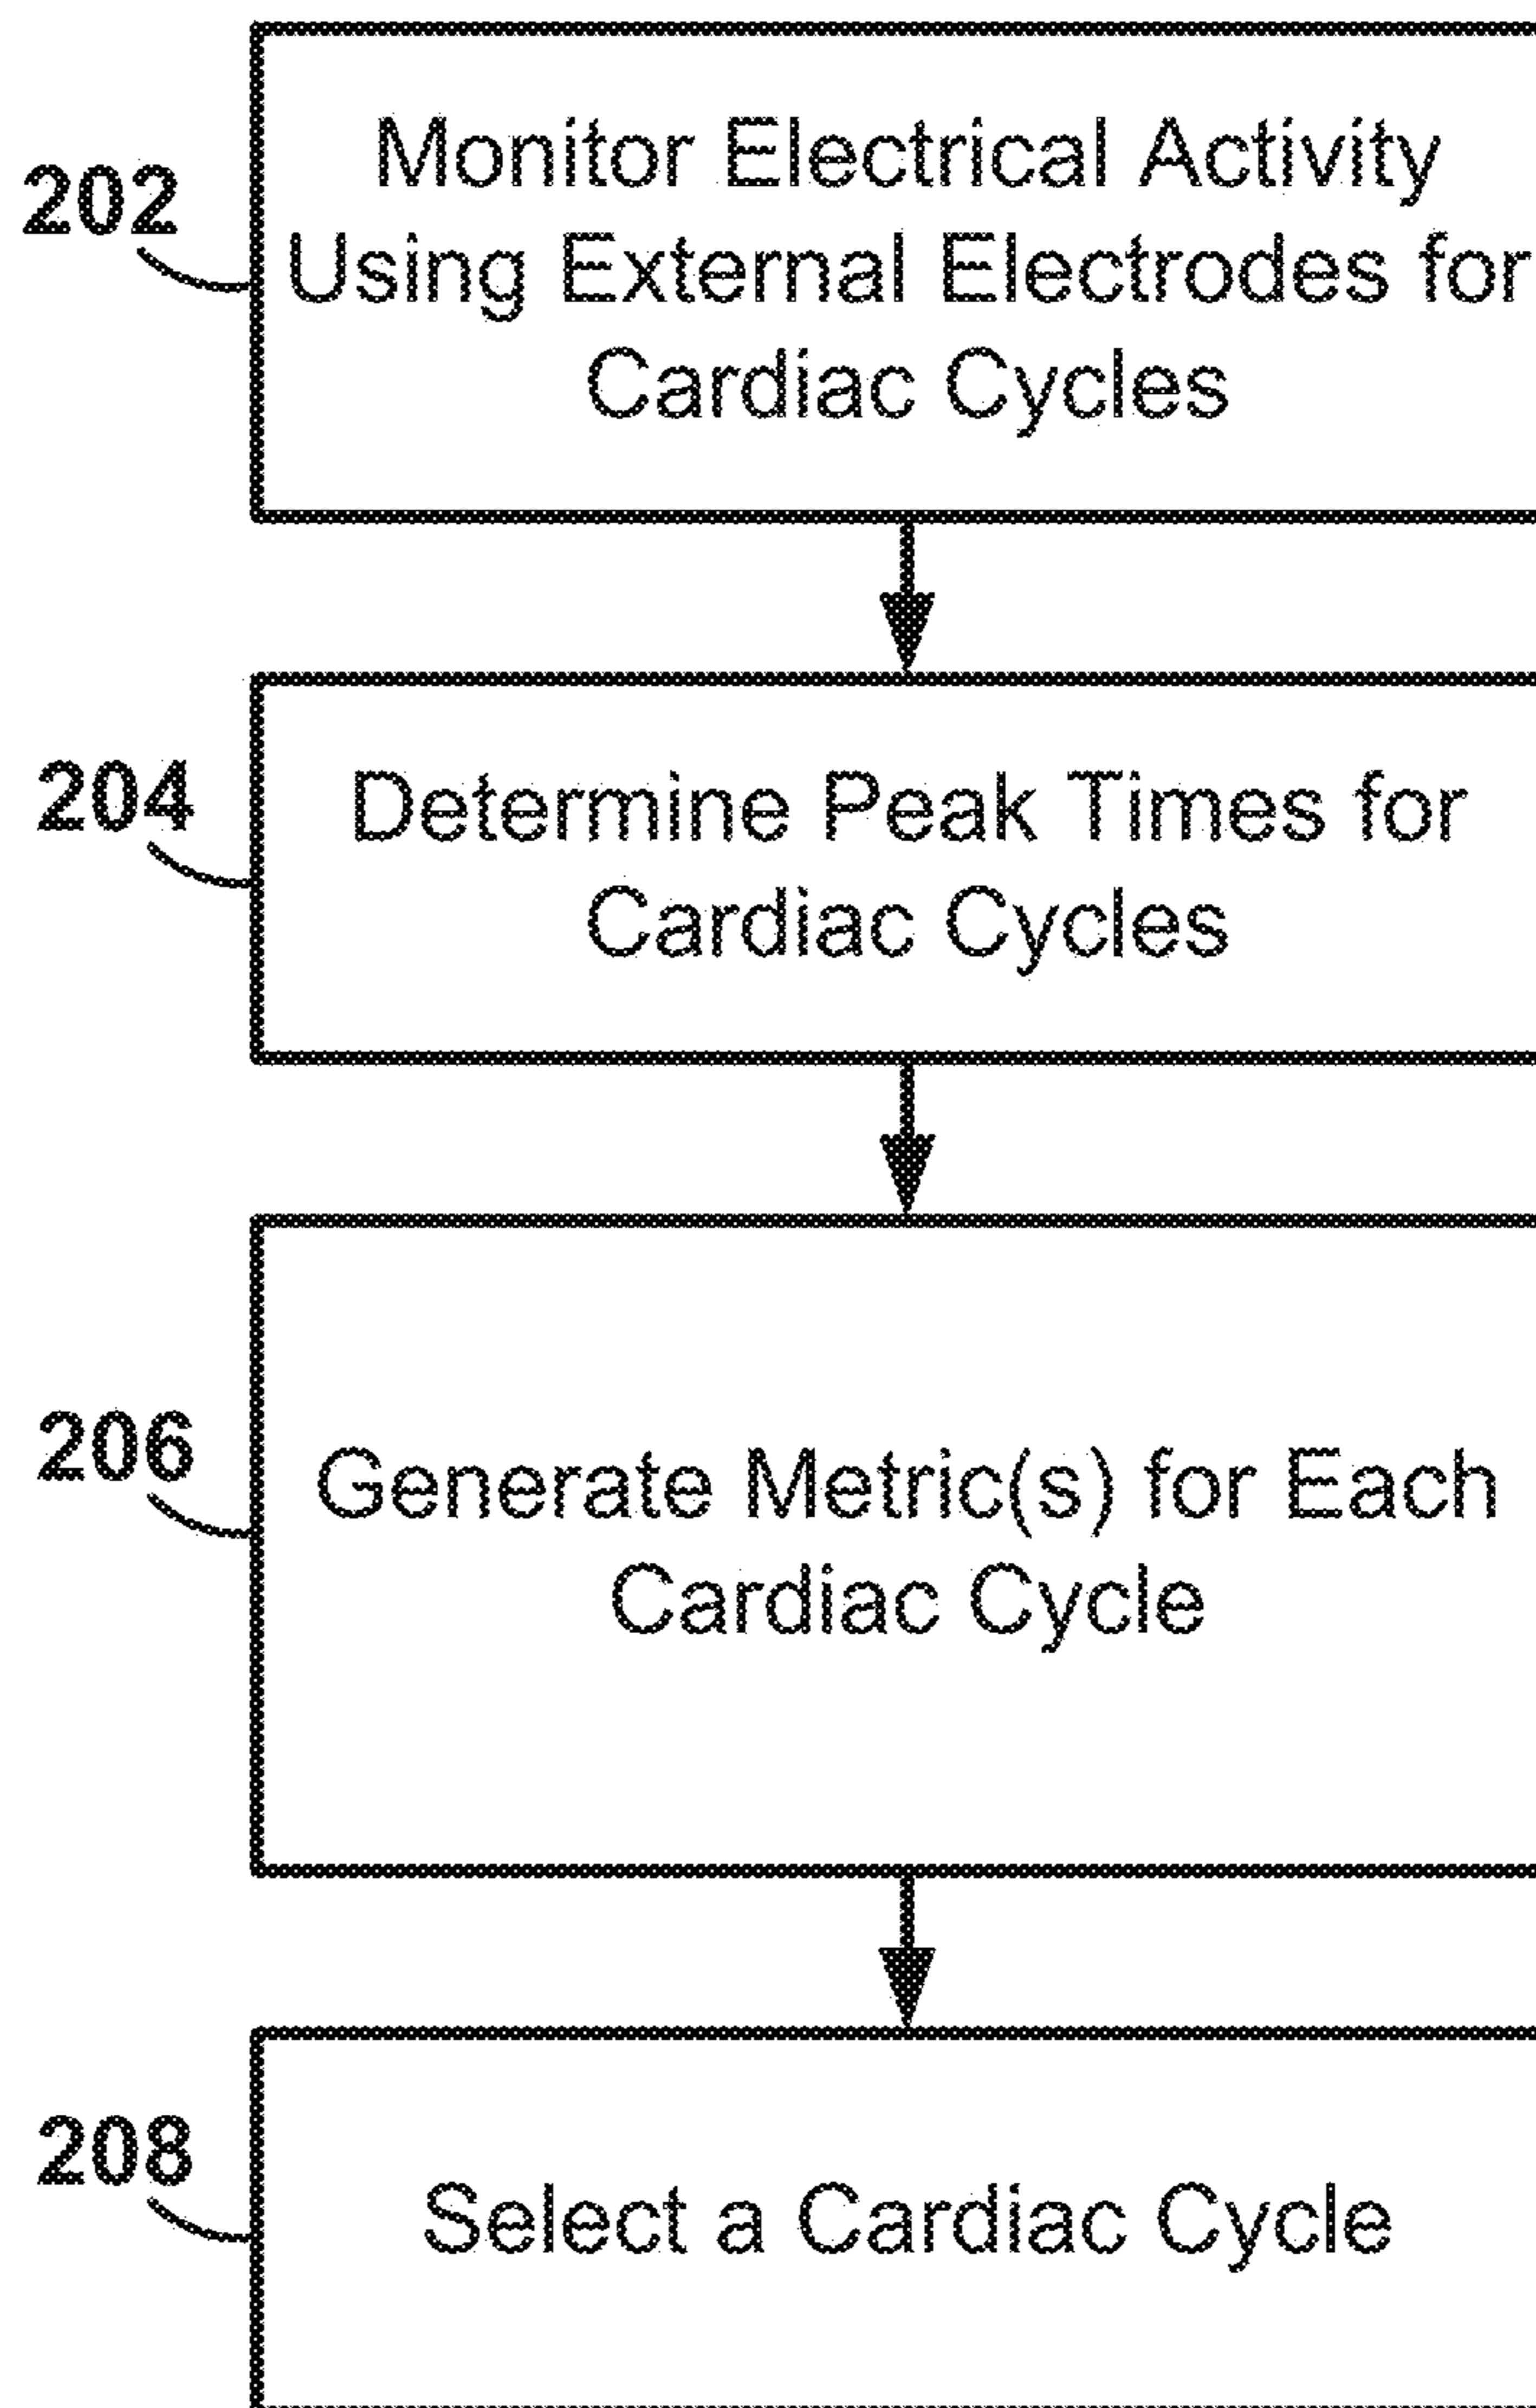 202
Monitor Electrical Activity
Using External Electrodes for
Cardiac Cycles
204
Determine Peak Times for
Cardiac Cycles
206
Generate Metric(s) for Each
Cardiac Cycle
208
Select a Cardiac Cycle